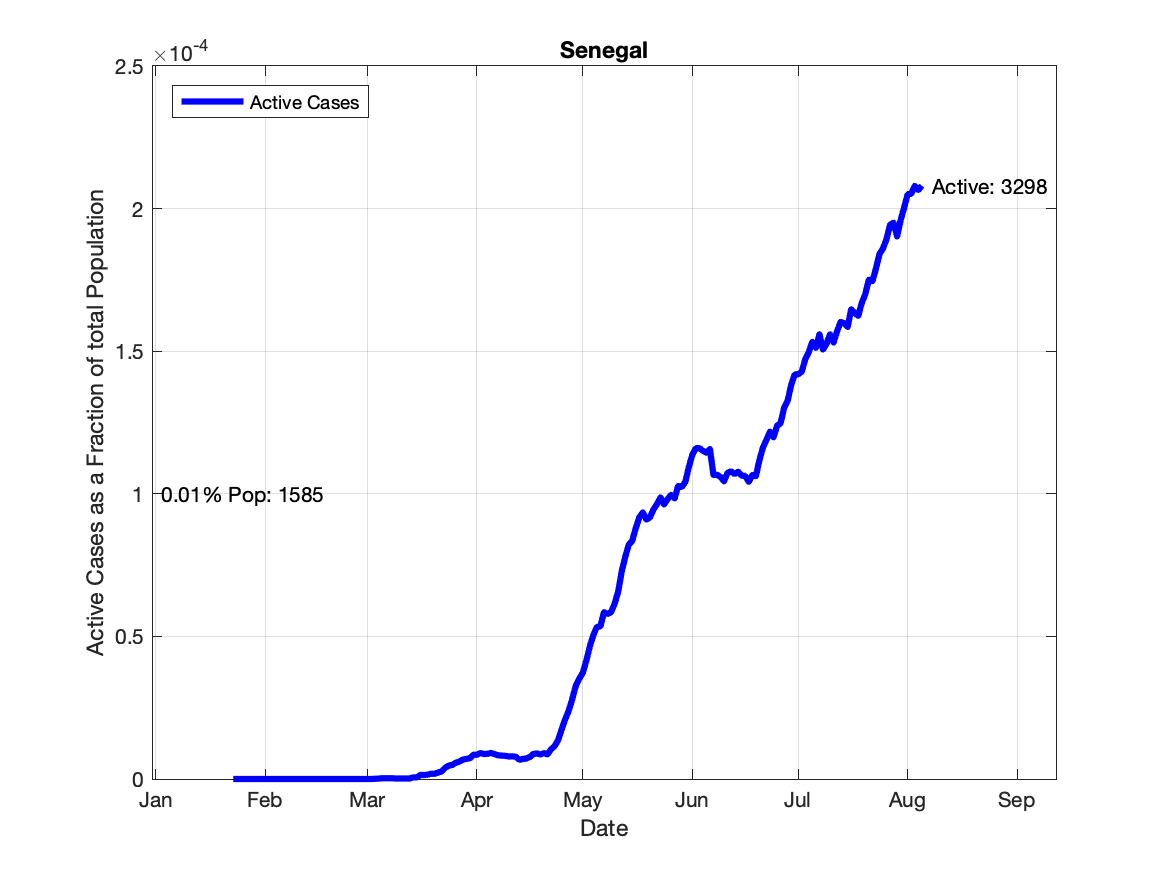 Senegal
×10-4
Active Cases
2.5
2
1.5
1
0.5
0
Active Cases as a Fraction of total Population
Active: 3298
0.01% Pop: 1585
Jan Feb Mar Apr May Jun Jul Aug Sep
Date